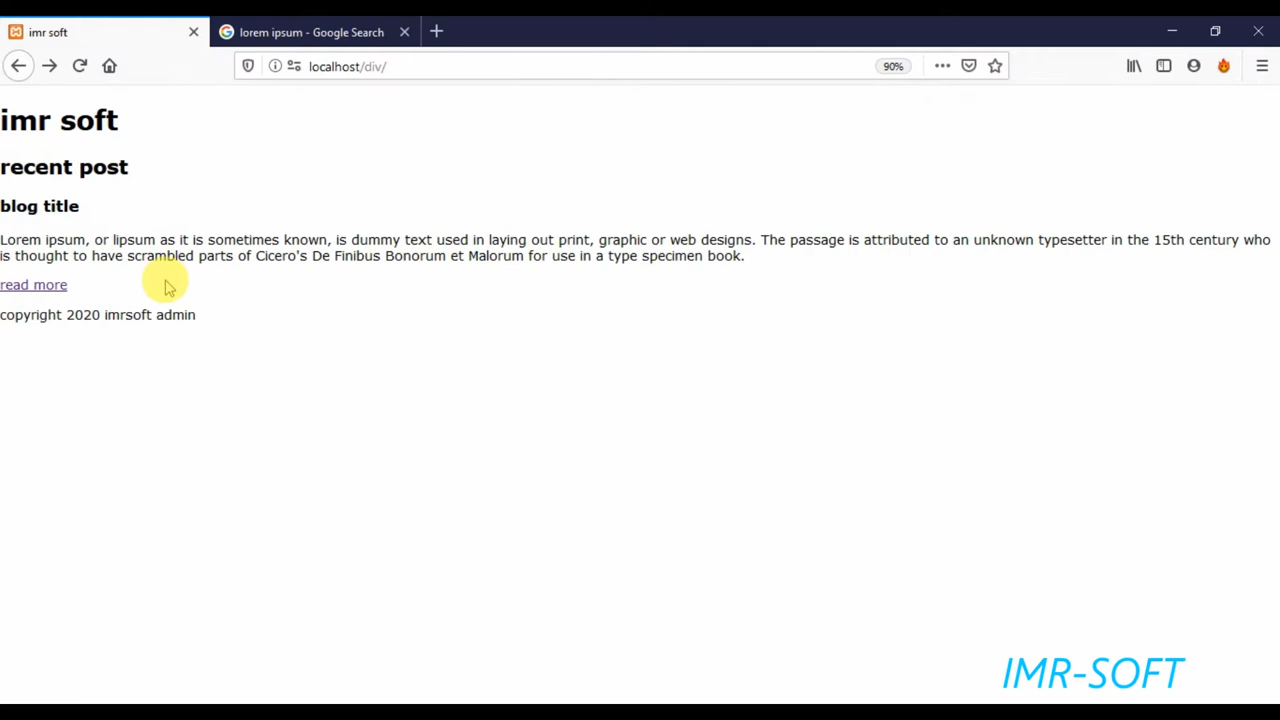 imr soft
lorem ipsum - Google Search
localhost/div/
90%
imr soft
recent post
blog title
Lorem ipsum, or lipsum as it is sometimes known, is dummy text used in laying out print, graphic or web designs. The passage is attributed to an unknown typesetter in the 15th century who
is thought to have scrambled parts of Cicero's De Finibus Bonorum et Malorum for use in a type specimen book.
read more
copyright 2020 imrsoft admin
IMR-SOFT